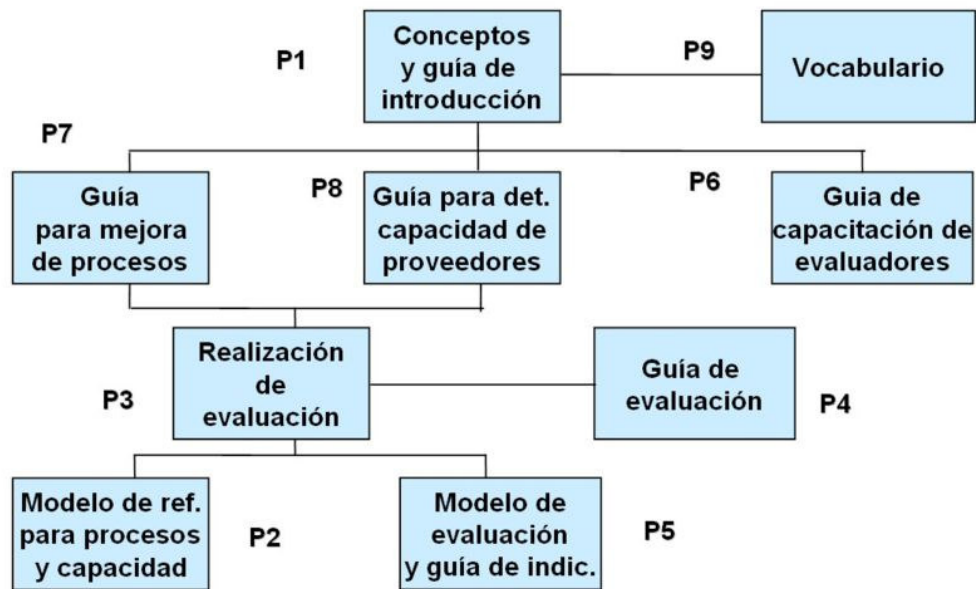 P1
Conceptos
y guía de
introducción
P9
Vocabulario
P7
Guía
para mejora
de procesos
P8
Guía para det.
capacidad de
proveedores
P6
Guia de
capacitación de
evaluadores
P3
Realización
de
evaluación
Guía de
evaluación
P4
Modelo de ref.
para procesos
y capacidad
P2
Modelo de
evaluación
y guía de indic.
P5